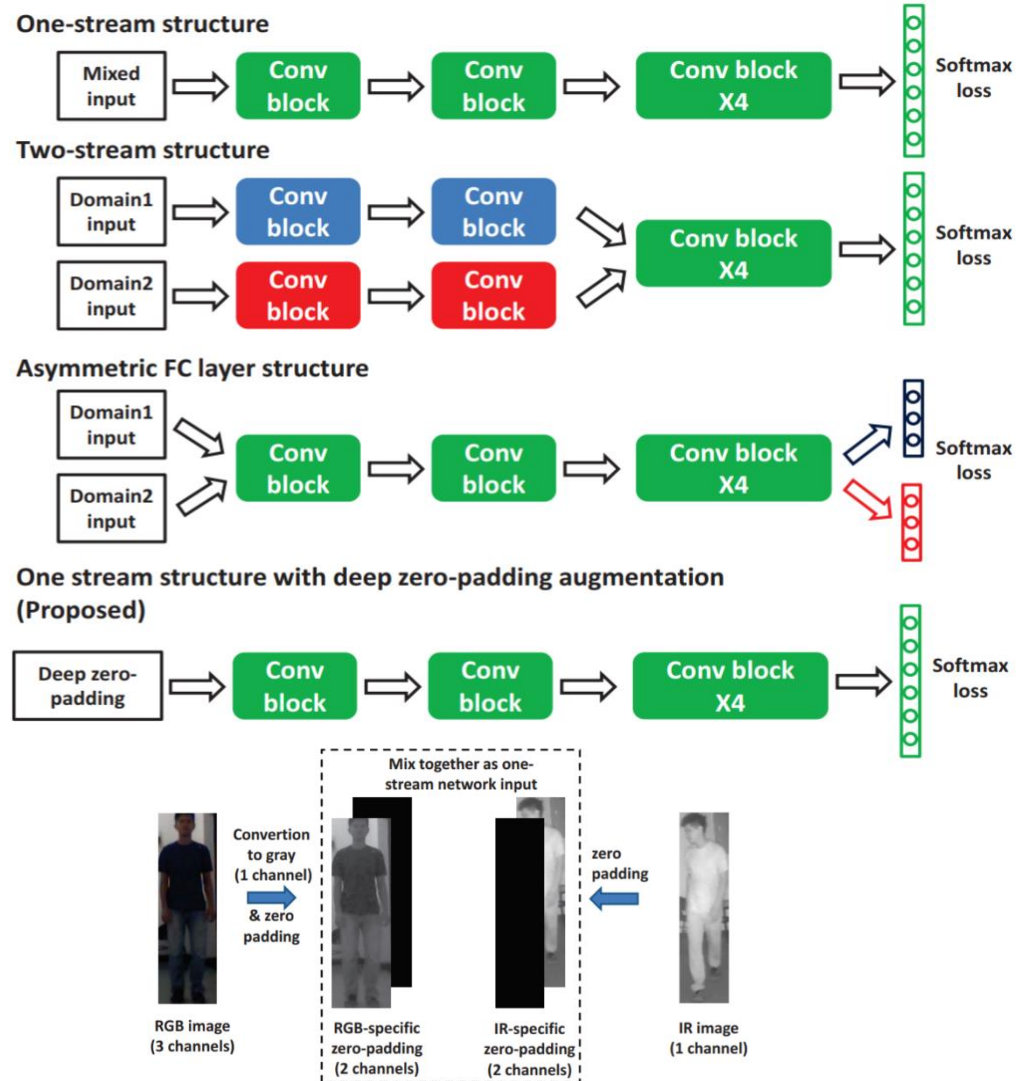 One-stream structure
Mixed
input
Conv
block
Conv
block
Conv block
X4
Softmax
loss
Two-stream structure
Domain1
input
Conv
block
Conv
block
Domain2
input
Conv
block
Conv
block
Conv block
X4
Softmax
loss
Asymmetric FC layer structure
Domain1
input
Domain2
input
Conv
block
Conv
block
Conv block
X4
Softmax
loss
One stream structure with deep zero-padding augmentation
(Proposed)
Deep zero-
padding
Conv
block
Conv
block
Conv block
X4
Softmax
loss
Mix together as one-
stream network input
Convertion
to gray
(1 channel)
& zero
padding
zero
padding
RGB image
(3 channels)
RGB-specific
zero-padding
(2 channels)
IR-specific
zero-padding
(2 channels)
IR image
(1 channel)